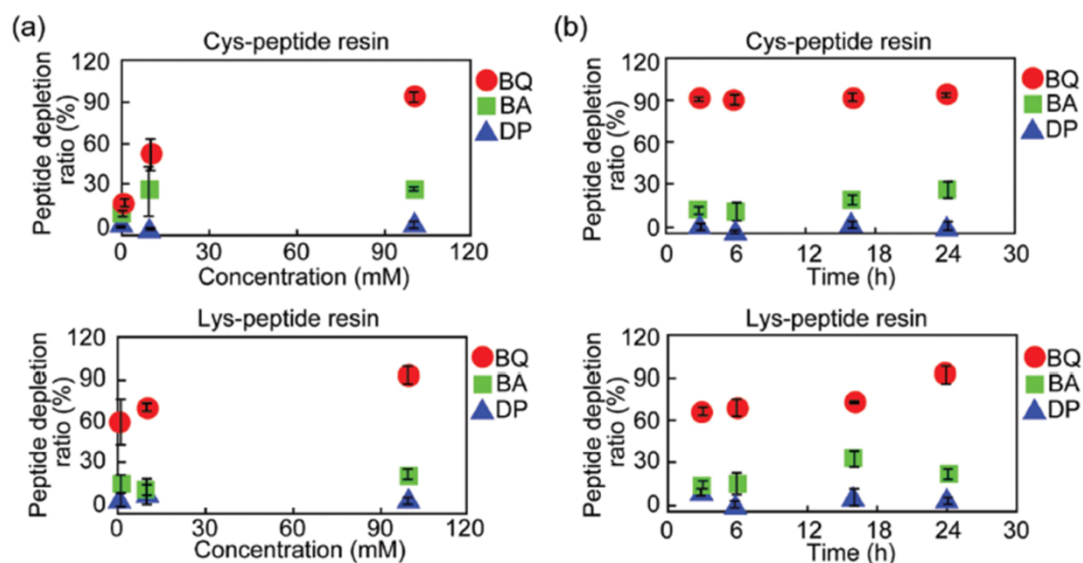 (a)
Cys-peptide resin
Peptide depletion
ratio (%)
120
90
60
30
0
0 30 60 90 120
Concentration (mM)
BQ
BA
DP
Lys-peptide resin
Peptide depletion
ratio (%)
120
90
60
30
0
0 30 60 90 120
Concentration (mM)
BQ
BA
DP
(b)
Cys-peptide resin
Peptide depletion
ratio (%)
120
90
60
30
0
0 6 12 18 24 30
Time (h)
BQ
BA
DP
Lys-peptide resin
Peptide depletion
ratio (%)
120
90
60
30
0
0 6 12 18 24 30
Time (h)
BQ
BA
DP